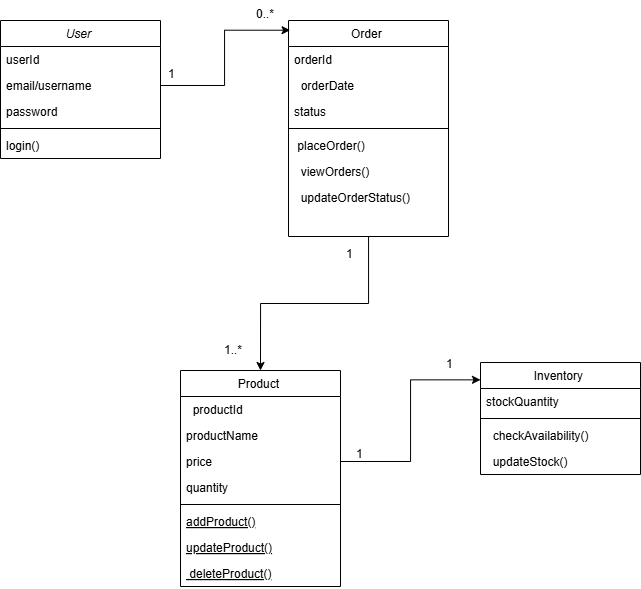 User
userId
email/username
password
login()
1
0..*
Order
orderId
orderDate
status
placeOrder()
viewOrders()
updateOrderStatus()
1
1..*
Product
productId
productName
price
quantity
addProduct()
updateProduct()
deleteProduct()
1
1
Inventory
stockQuantity
checkAvailability()
updateStock()